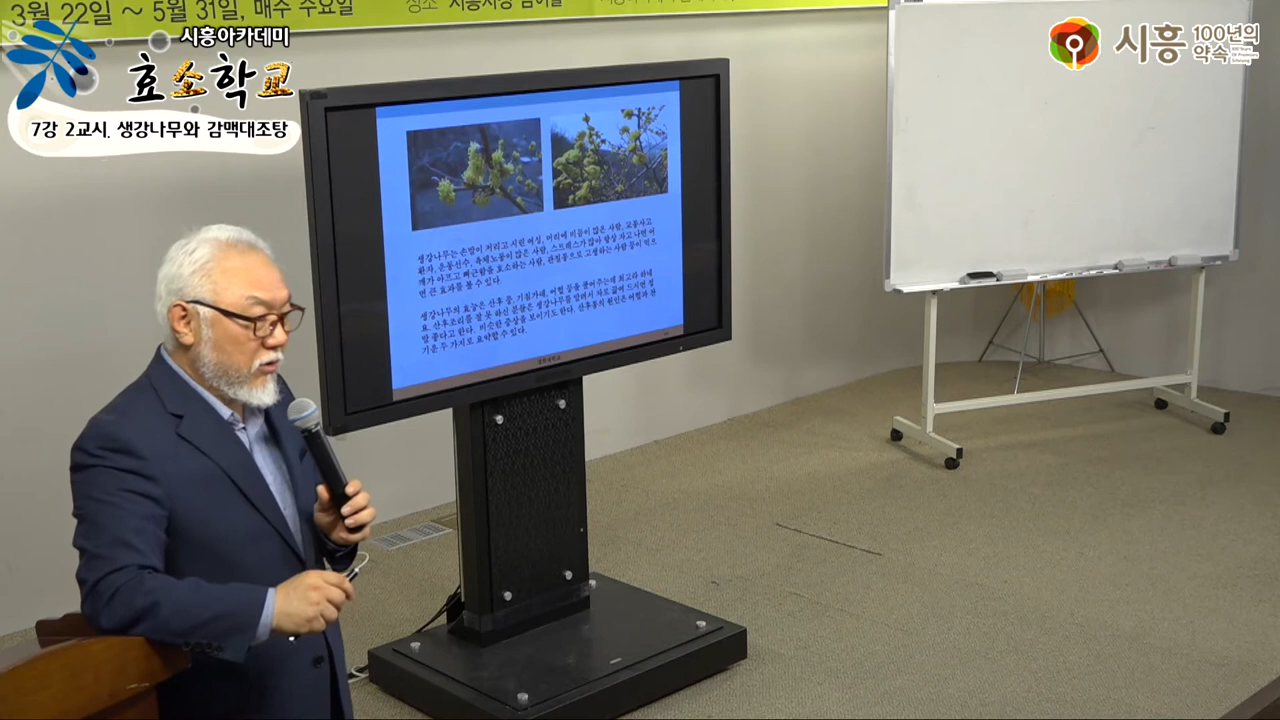 3월 22일 ~ 5월 31일, 매주 수요일
장소
시흥아카데미
효소학교
7강 2교시. 생강나무와 감맥대조탕
시흥 100년의 약속
생강나무는 손발이 저리고 시린 여성, 머리에 비듬이 많은 사람, 교통사고
환자, 운동선수, 육체노동이 많은 사람, 스트레스가 많아 항상 자고 나면 어
깨가 아프고 뻐근함을 호소하는 사람, 관절통으로 고생하는 사람 등이 먹으
면 큰 효과를 볼 수 있다.
생강나무의 효능은 산후 풍, 기침가래, 어혈 등을 풀어주는데 최고라 하네
요. 산후조리를 잘 못 하신 분들은 생강나무를 달여서 차로 끓여 드시면 정
말 좋다고 한다. 비슷한 증상을 보이기도 한다. 산후통의 원인은 어혈과 찬
기운 두 가지로 요약할 수 있다.